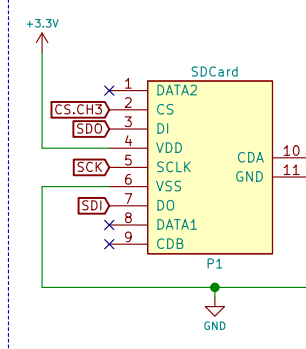 +3.3V
SDCard
1 DATA2
CS.CH3 2 CS
SDO 3 DI
4 VDD
SCK 5 SCLK
6 VSS
SDI 7 DO
8 DATA1
9 CDB
CDA 10
GND 11
P1
GND